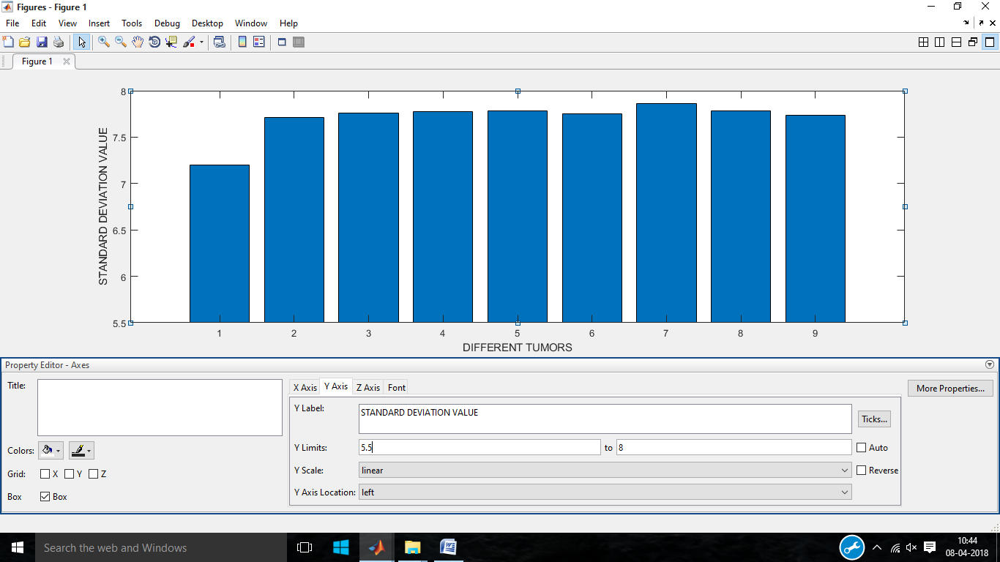 Figures - Figure 1
File Edit View Insert Tools Debug Desktop Window Help
Figure 1
8
7.5
7
6.5
6
5.5
STANDARD DEVIATION VALUE
1 2 3 4 5 6 7 8 9
DIFFERENT TUMORS
Property Editor - Axes
Title:
X Axis Y Axis Z Axis Font
More Properties...
Y Label: STANDARD DEVIATION VALUE
Ticks...
Colors:
Y Limits: 5.5 to 8 Auto
Grid: X Y Z
Y Scale: linear Reverse
Box Box
Y Axis Location: left
Search the web and Windows
10:44
08-04-2018